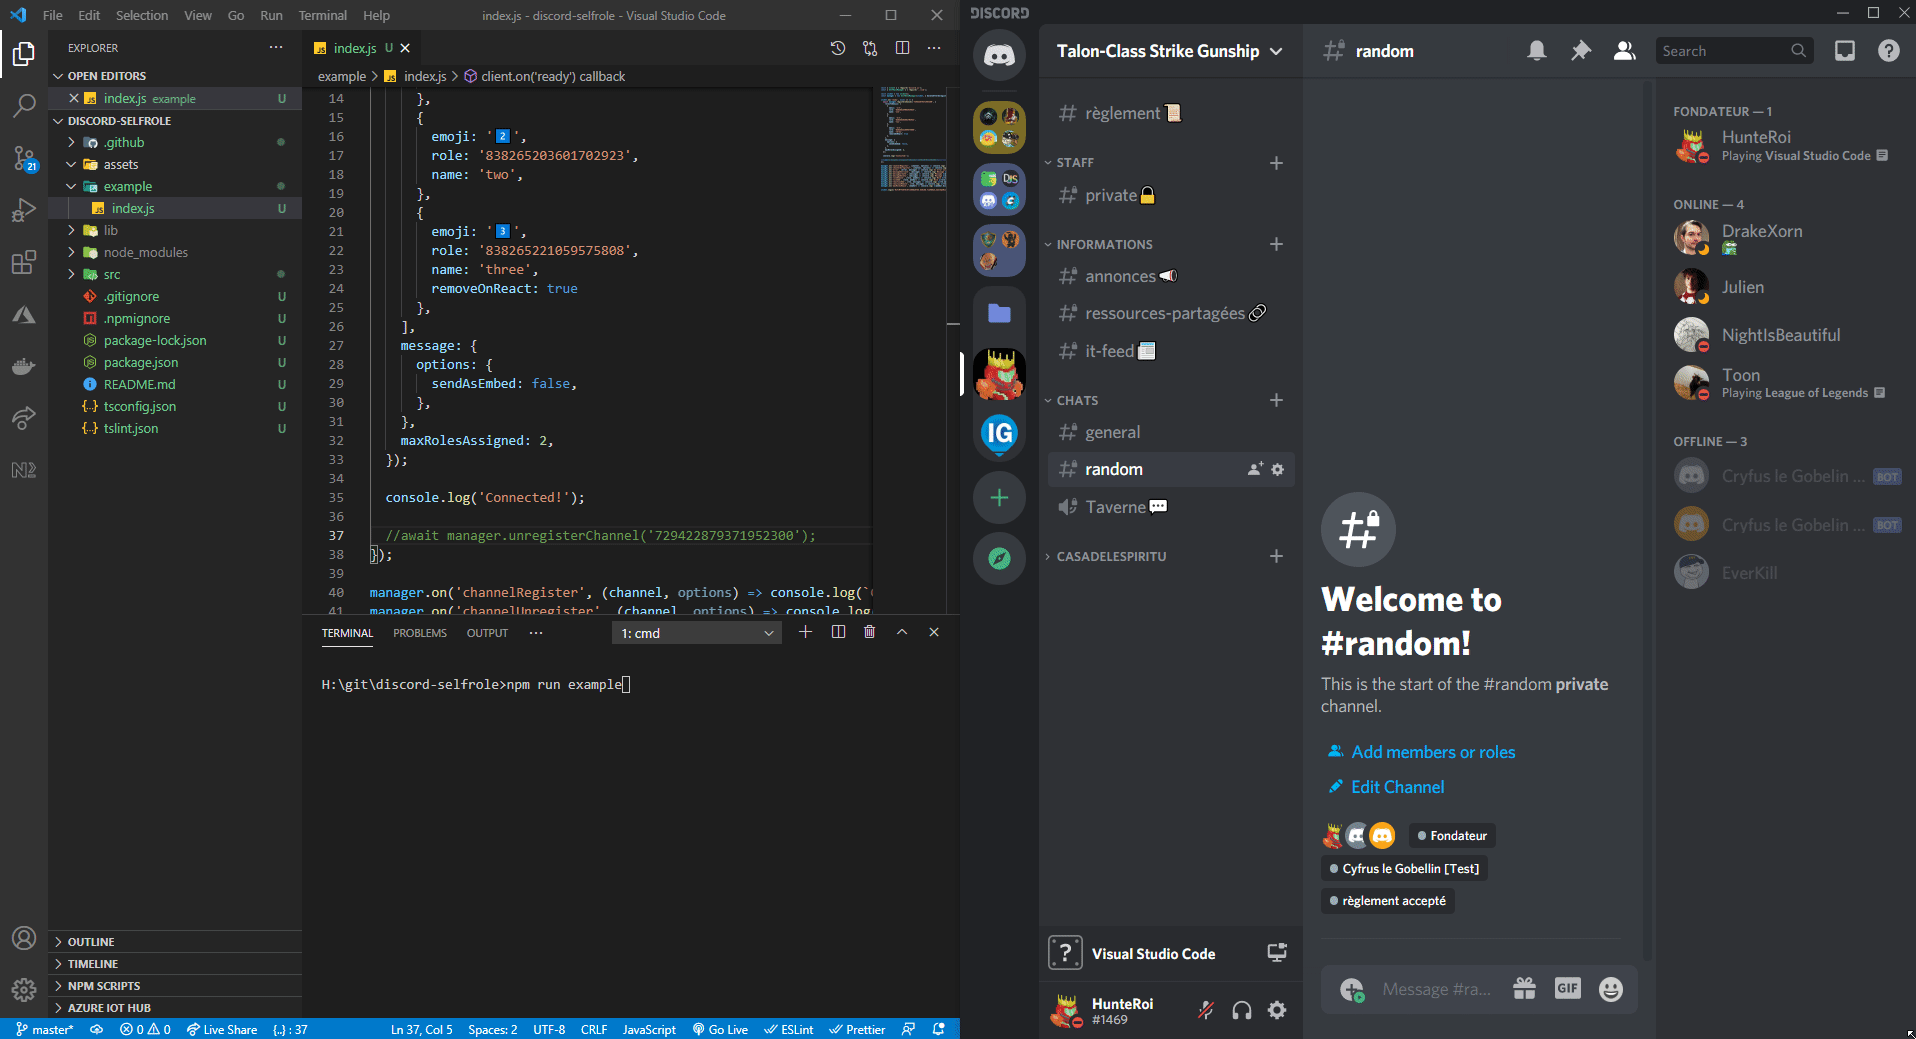 File Edit Selection View Go Run Terminal Help
index.js - discord-selfrole - Visual Studio Code
EXPLORER
OPEN EDITORS
index.js example U
DISCORD-SELFROLE
.github
assets
example
index.js U
lib
node_modules
src
.gitignore U
.npmignore U
package-lock.json U
package.json U
README.md U
tsconfig.json U
tslint.json U
OUTLINE
TIMELINE
NPM SCRIPTS
AZURE IOT HUB
21
index.js U
example > index.js > client.on('ready') callback
14 },
15 {
16 emoji: '2️⃣',
17 role: '838265203601702923',
18 name: 'two',
19 },
20 {
21 emoji: '3️⃣',
22 role: '838265221059575808',
23 name: 'three',
24 removeOnReact: true
25 },
26 ],
27 message: {
28 options: {
29 sendAsEmbed: false,
30 },
31 },
32 maxRolesAssigned: 2,
33 });
34
35 console.log('Connected!');
36
37 //await manager.unregisterChannel('729422879371952300');
38 });
39
40 manager.on('channelRegister', (channel, options) => console.log(`
41 manager.on('channelUnregister', (channel, options) => console.log
TERMINAL PROBLEMS OUTPUT
1: cmd
H:\git\discord-selfrole>npm run example
master* 0 0 Live Share {..} : 37 Ln 37, Col 5 Spaces: 2 UTF-8 CRLF JavaScript Go Live ESLint Prettier
DISCORD
IG
Talon-Class Strike Gunship
règlement📜
STAFF
private🔒
INFORMATIONS
annonces📢
ressources-partagées🔗
it-feed📰
CHATS
general
random
Taverne💬
CASADELESPIRITU
? Visual Studio Code
HunteRoi
#1469
random
Search
Welcome to
#random!
This is the start of the #random private
channel.
Add members or roles
Edit Channel
Fondateur
Cyfrus le Gobellin [Test]
règlement accepté
Message #ra...
GIF
FONDATEUR — 1
HunteRoi
Playing Visual Studio Code
ONLINE — 4
DrakeXorn
Julien
NightIsBeautiful
Toon
Playing League of Legends
OFFLINE — 3
Cryfus le Gobelin ... BOT
Cryfus le Gobelin ... BOT
EverKill